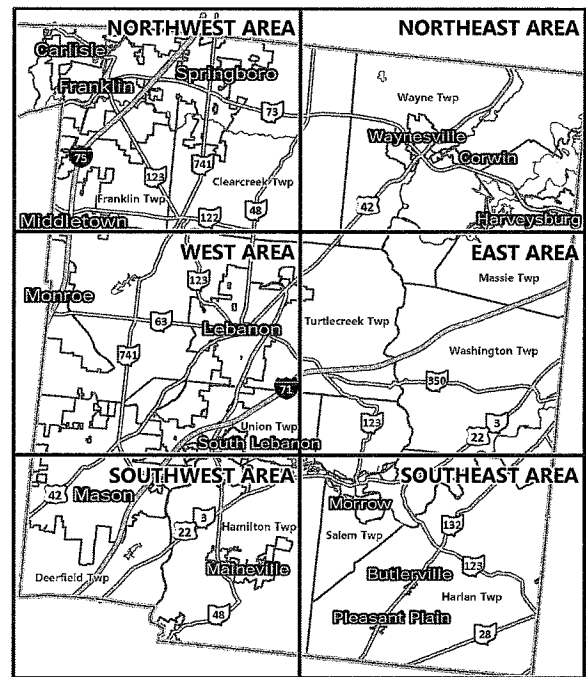 NORTHWEST AREA
Carlisle
Springboro
Franklin
73
75
123
741
Clearcreek Twp
Franklin Twp
48
Middletown
122
NORTHEAST AREA
Wayne Twp
Waynesville
Corwin
42
Harveysburg
WEST AREA
123
Monroe
63
Lebanon
741
71
Union Twp
South Lebanon
EAST AREA
Massie Twp
Turtlecreek Twp
Washington Twp
350
123
3
22
SOUTHWEST AREA
42
Mason
3
22
Hamilton Twp
Maineville
Deerfield Twp
48
SOUTHEAST AREA
Morrow
132
Salem Twp
Butlerville
123
Harlan Twp
Pleasant Plain
28